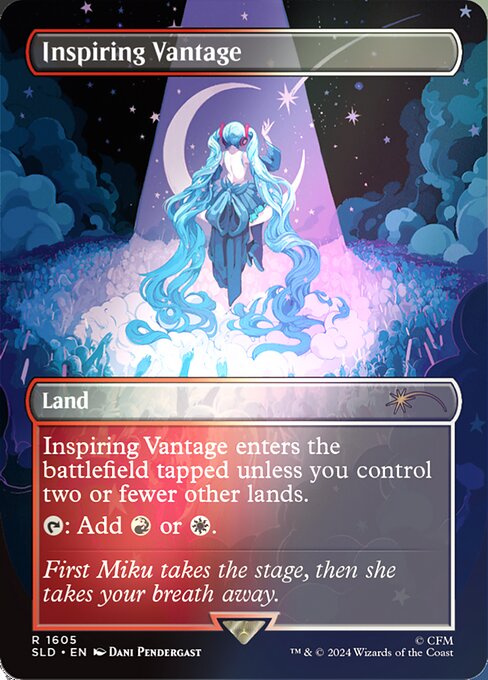 Inspiring Vantage
Land
Inspiring Vantage enters the
battlefield tapped unless you control
two or fewer other lands.
: Add or .
First Miku takes the stage, then she
takes your breath away.
R 1605
SLD • EN Dani Pendergast
© CFM
™ & © 2024 Wizards of the Coast